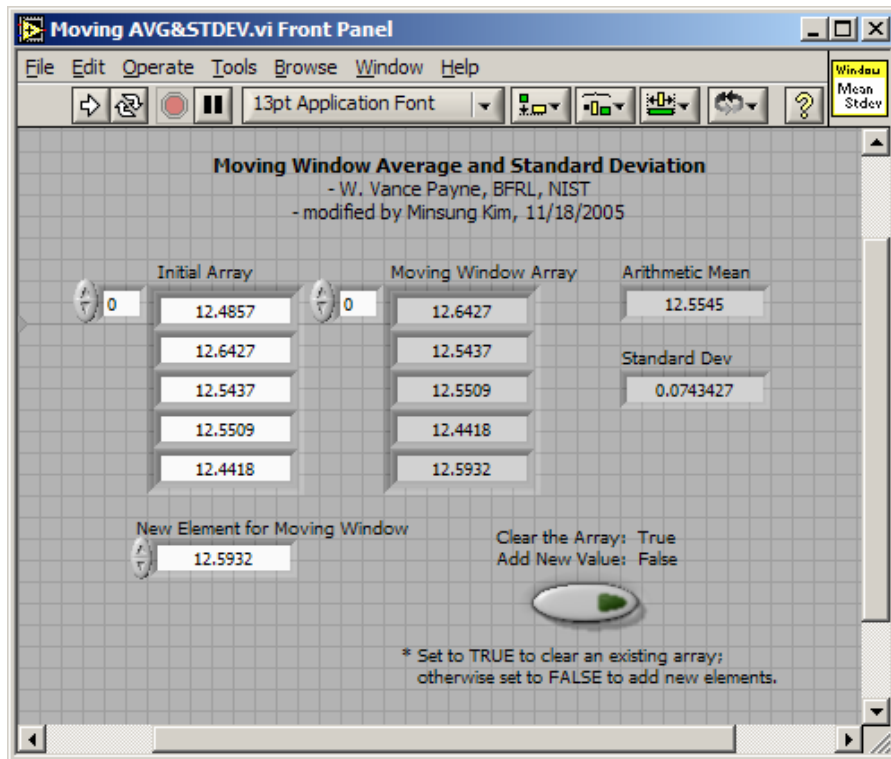 Moving AVG&STDEV.vi Front Panel
File Edit Operate Tools Browse Window Help
13pt Application Font
Window
Mean
Stdev
Moving Window Average and Standard Deviation
- W. Vance Payne, BFRL, NIST
- modified by Minsung Kim, 11/18/2005
Initial Array
0
12.4857
12.6427
12.5437
12.5509
12.4418
Moving Window Array
0
12.6427
12.5437
12.5509
12.4418
12.5932
Arithmetic Mean
12.5545
Standard Dev
0.0743427
New Element for Moving Window
12.5932
Clear the Array: True
Add New Value: False
* Set to TRUE to clear an existing array;
otherwise set to FALSE to add new elements.